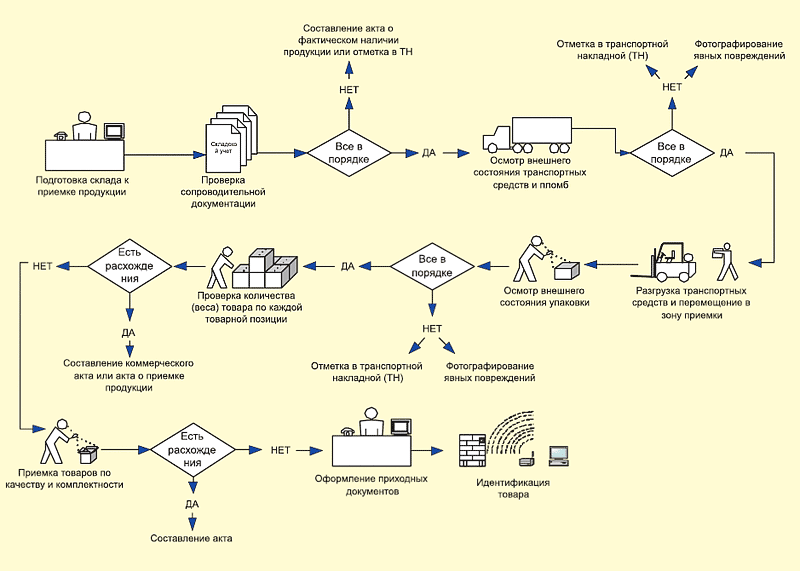 Составление акта о
фактическом наличии
продукции или отметка в ТН
Отметка в транспортной
накладной (ТН)
Фотографирование
явных повреждений
НЕТ
НЕТ
Складско
й учет
Все в
порядке
ДА
Все в
порядке
ДА
Подготовка склада к
приемке продукции
Проверка
сопроводительной
документации
Осмотр внешнего
состояния транспортных
средств и пломб
НЕТ
Есть
расхожде
ния
ДА
Все в
порядке
Проверка количества
(веса) товара по каждой
товарной позиции
Осмотр внешнего
состояния упаковки
Разгрузка транспортных
средств и перемещение в
зону приемки
ДА
НЕТ
Составление коммерческого
акта или акта о приемке
продукции
Отметка в транспортной
накладной (ТН)
Фотографирование
явных повреждений
Есть
расхожде
ния
НЕТ
Приемка товаров по
качеству и комплектности
Оформление приходных
документов
Идентификация
товара
ДА
Составление акта